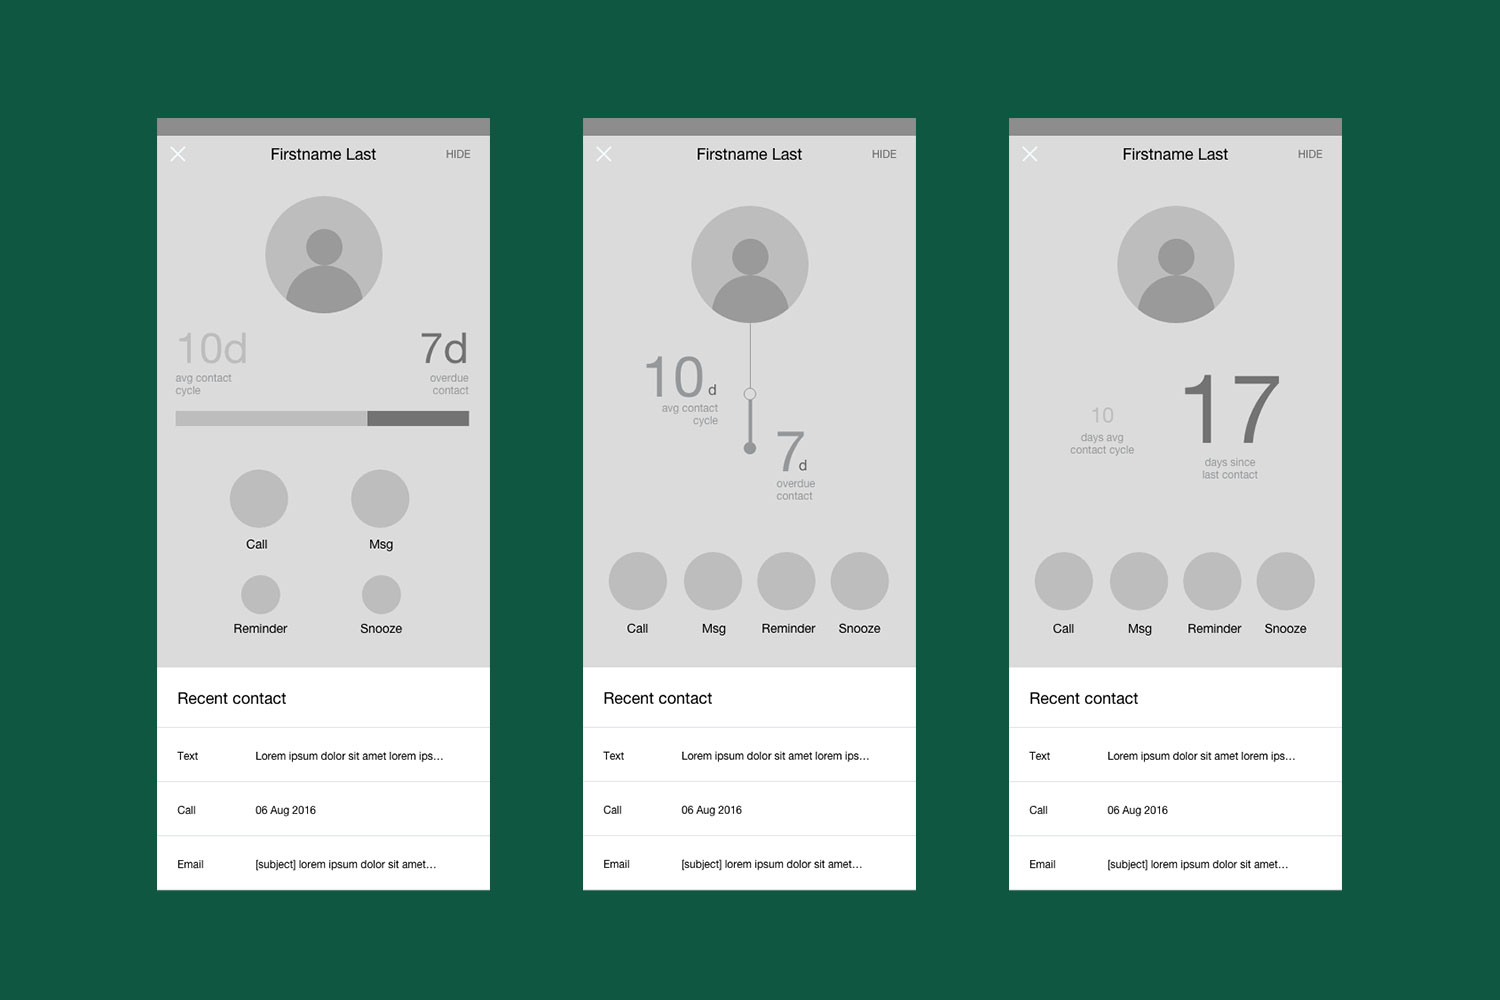 Firstname Last
HIDE
10d
avg contact
cycle
7d
overdue
contact
Call
Msg
Reminder
Snooze
Recent contact
Text
Lorem ipsum dolor sit amet lorem ips...
Call
06 Aug 2016
Email
[subject] lorem ipsum dolor sit amet...
Firstname Last
HIDE
10d
avg contact
cycle
7d
overdue
contact
Call
Msg
Reminder
Snooze
Recent contact
Text
Lorem ipsum dolor sit amet lorem ips...
Call
06 Aug 2016
Email
[subject] lorem ipsum dolor sit amet...
Firstname Last
HIDE
10
days avg
contact cycle
17
days since
last contact
Call
Msg
Reminder
Snooze
Recent contact
Text
Lorem ipsum dolor sit amet lorem ips...
Call
06 Aug 2016
Email
[subject] lorem ipsum dolor sit amet...